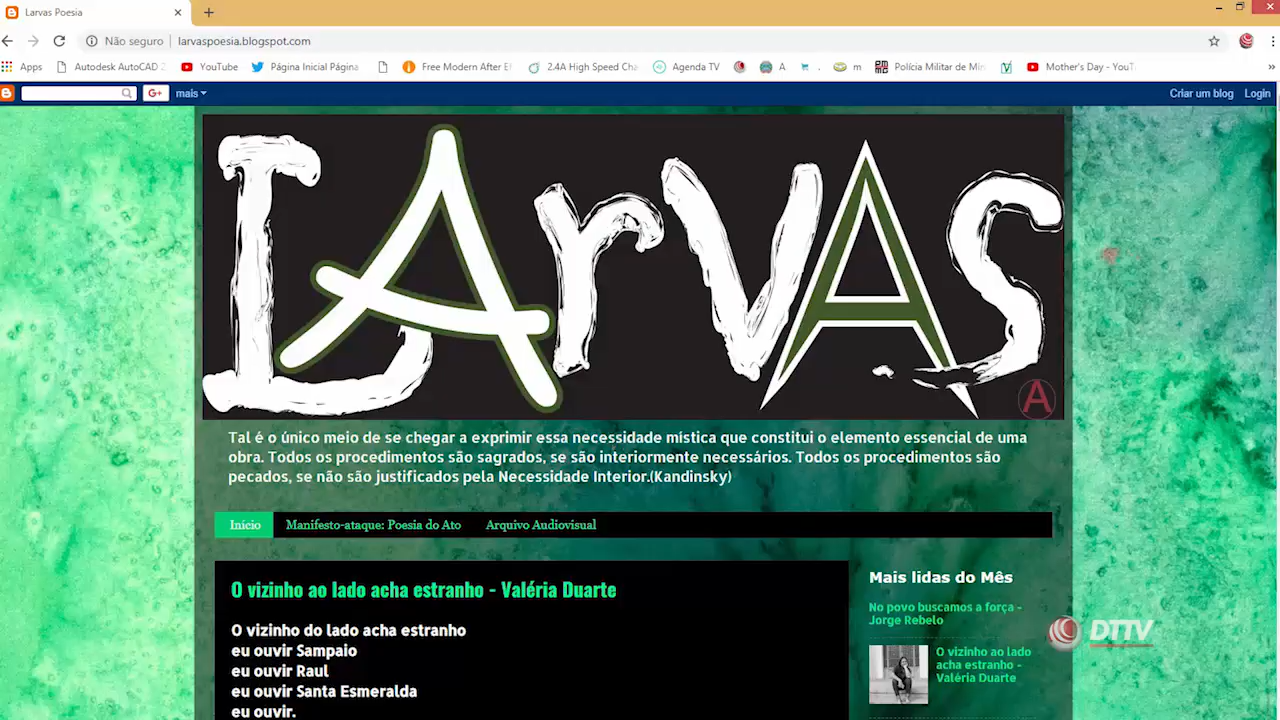 Larvas Poesia
Não seguro
larvaspoesia.blogspot.com
Apps
Autodesk AutoCAD 2
YouTube
Página Inicial Página
Free Modern After E
2.4A High Speed Cha
Agenda TV
A
.
m
Polícia Militar de Min
Mother's Day - YouT
G+
mais
Criar um blog
Login
LArvAs
A
Tal é o único meio de se chegar a exprimir essa necessidade mística que constitui o elemento essencial de uma
obra. Todos os procedimentos são sagrados, se são interiormente necessários. Todos os procedimentos são
pecados, se não são justificados pela Necessidade Interior.(Kandinsky)
Início
Manifesto-ataque: Poesia do Ato
Arquivo Audiovisual
O vizinho ao lado acha estranho - Valéria Duarte
O vizinho do lado acha estranho
eu ouvir Sampaio
eu ouvir Raul
eu ouvir Santa Esmeralda
eu ouvir.
Mais lidas do Mês
No povo buscamos a força -
Jorge Rebelo
O vizinho ao lado
acha estranho -
Valéria Duarte
DTTV